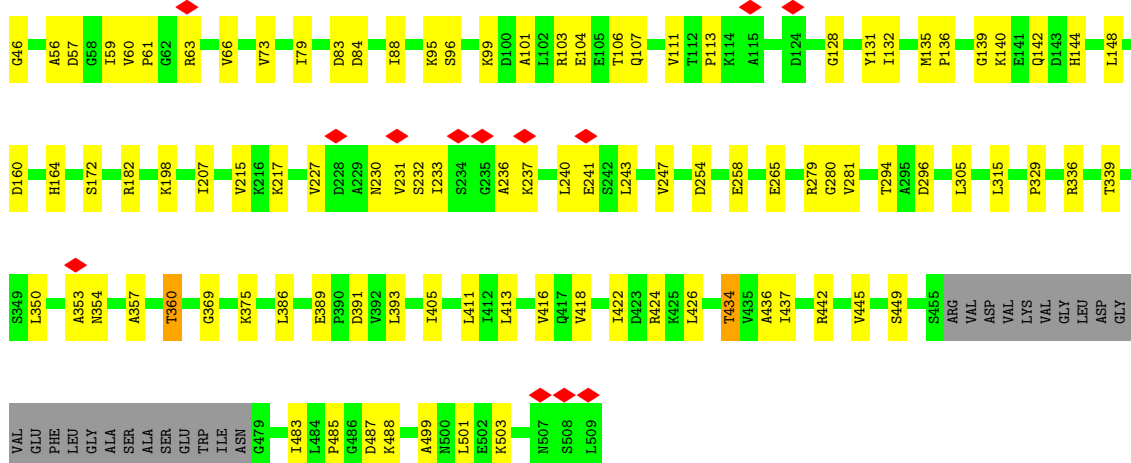 G46 A56 D57 G58 I59 V60 P61 G62 R63 V66 V73 I79 D83 D84 I88 K95 S96 K99 D100 A101 L102 R103 E104 E105 T106 Q107 V111 T112 P113 K114 A115 D124 G128 Y131 I132 M135 P136 G139 K140 E141 Q142 D143 H144 L148
D160 H164 S172 R182 K198 I207 V215 K216 K217 V227 D228 A229 N230 V231 S232 I233 S234 G235 A236 K237 L240 E241 S242 L243 V247 D254 E258 E265 R279 G280 V281 T294 A295 D296 L305 L315 P329 R336 T339
S349 L350 A353 N354 A357 T360 G369 K375 L386 E389 P390 D391 V392 L393 I405 L411 I412 L413 V416 Q417 V418 I422 D423 R424 K425 L426 T434 V435 A436 I437 R442 V445 S449 S455 ARG VAL ASP VAL LYS VAL GLY LEU ASP ASP GLY
VAL GLU PHE LEU GLY ALA SER ALA SER GLU TRP ILE ASN G479 I483 L484 P485 G486 D487 K488 A499 N500 L501 E502 K503 N507 S508 L509